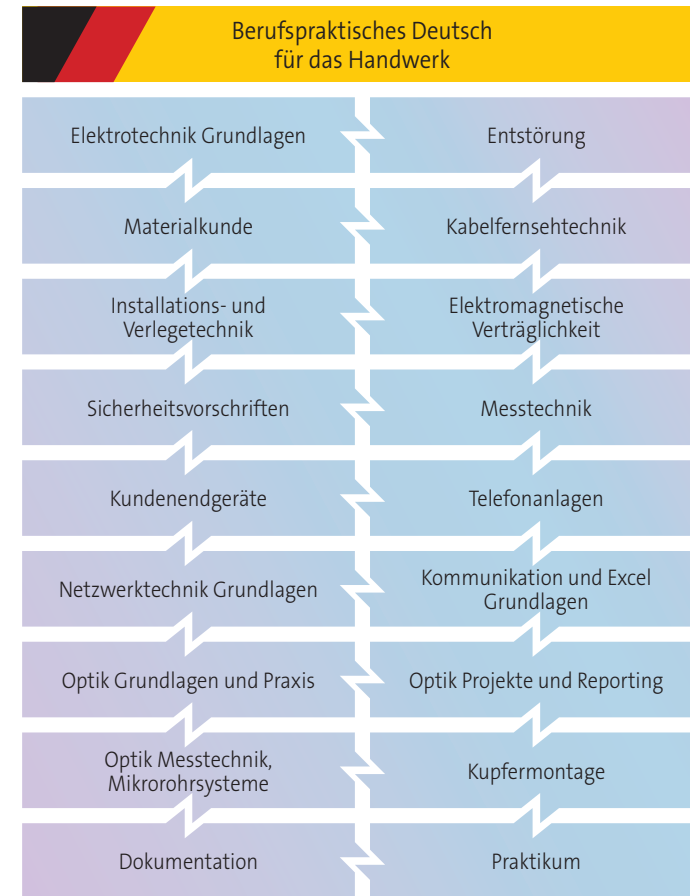 Berufspraktisches Deutsch
für das Handwerk
Elektrotechnik Grundlagen
Entstörung
Materialkunde
Kabelfernsehtechnik
Installations- und
Verlegetechnik
Elektromagnetische
Verträglichkeit
Sicherheitsvorschriften
Messtechnik
Kundenendgeräte
Telefonanlagen
Netzwerktechnik Grundlagen
Kommunikation und Excel
Grundlagen
Optik Grundlagen und Praxis
Optik Projekte und Reporting
Optik Messtechnik,
Mikrorohrsysteme
Kupfermontage
Dokumentation
Praktikum